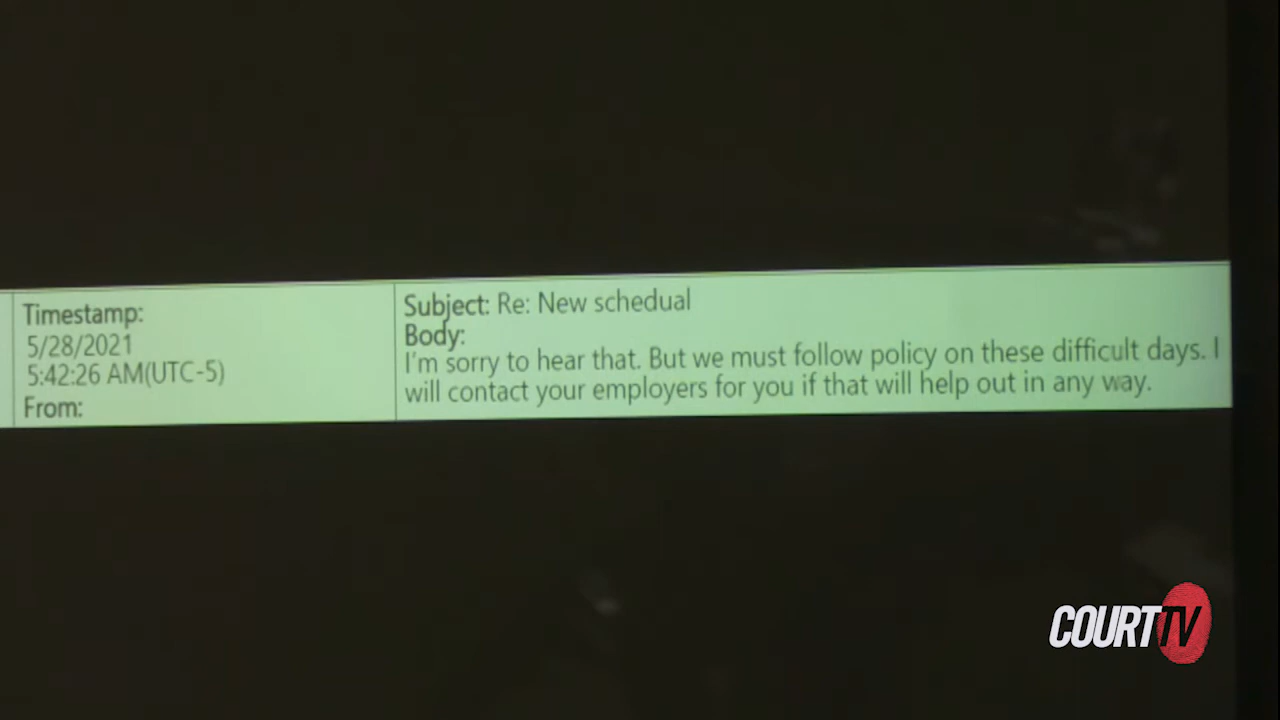 Timestamp:
5/28/2021
5:42:26 AM(UTC-5)
From:
Subject: Re: New schedual
Body:
I'm sorry to hear that. But we must follow policy on these difficult days. I
will contact your employers for you if that will help out in any way.
COURT TV